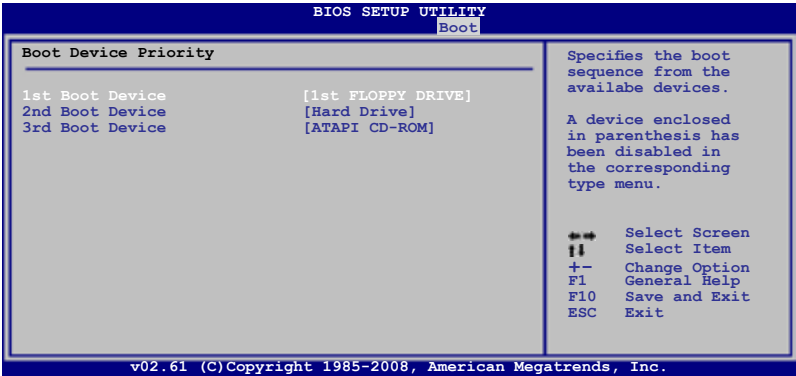 BIOS SETUP UTILITY
Boot
Boot Device Priority
1st Boot Device [1st FLOPPY DRIVE]
2nd Boot Device [Hard Drive]
3rd Boot Device [ATAPI CD-ROM]
Specifies the boot
sequence from the
availabe devices.
A device enclosed
in parenthesis has
been disabled in
the corresponding
type menu.
←→ Select Screen
↑↓ Select Item
+- Change Option
F1 General Help
F10 Save and Exit
ESC Exit
v02.61 (C)Copyright 1985-2008, American Megatrends, Inc.